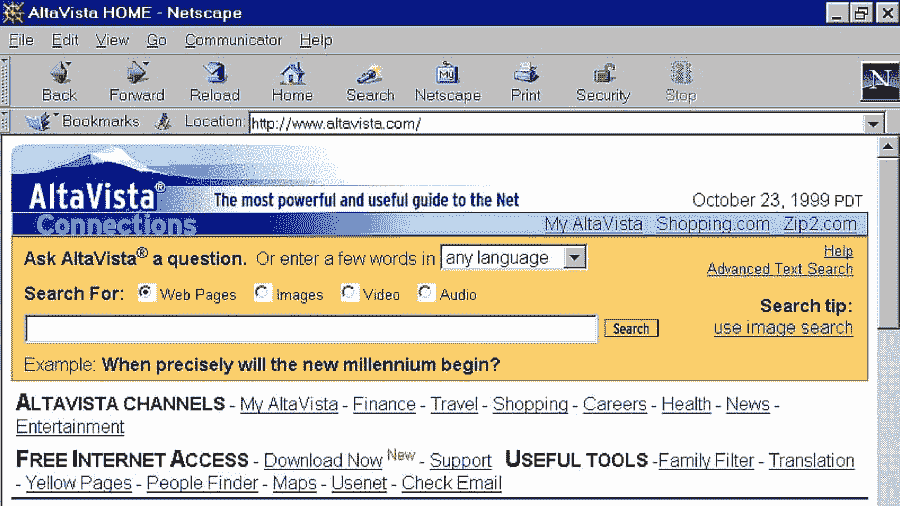 AltaVista HOME - Netscape
File Edit View Go Communicator Help
Back Forward Reload Home Search Netscape Print Security Stop
My
N
Bookmarks Location: http://www.altavista.com/
AltaVista® The most powerful and useful guide to the Net October 23, 1999 PDT
Connections My AltaVista Shopping.com Zip2.com
Ask AltaVista® a question. Or enter a few words in any language Help
Advanced Text Search
Search For: Web Pages Images Video Audio
Search tip:
Search use image search
Example: When precisely will the new millennium begin?
ALTAVISTA CHANNELS - My AltaVista - Finance - Travel - Shopping - Careers - Health - News -
Entertainment
FREE INTERNET ACCESS - Download Now New - Support USEFUL TOOLS -Family Filter - Translation
- Yellow Pages - People Finder - Maps - Usenet - Check Email